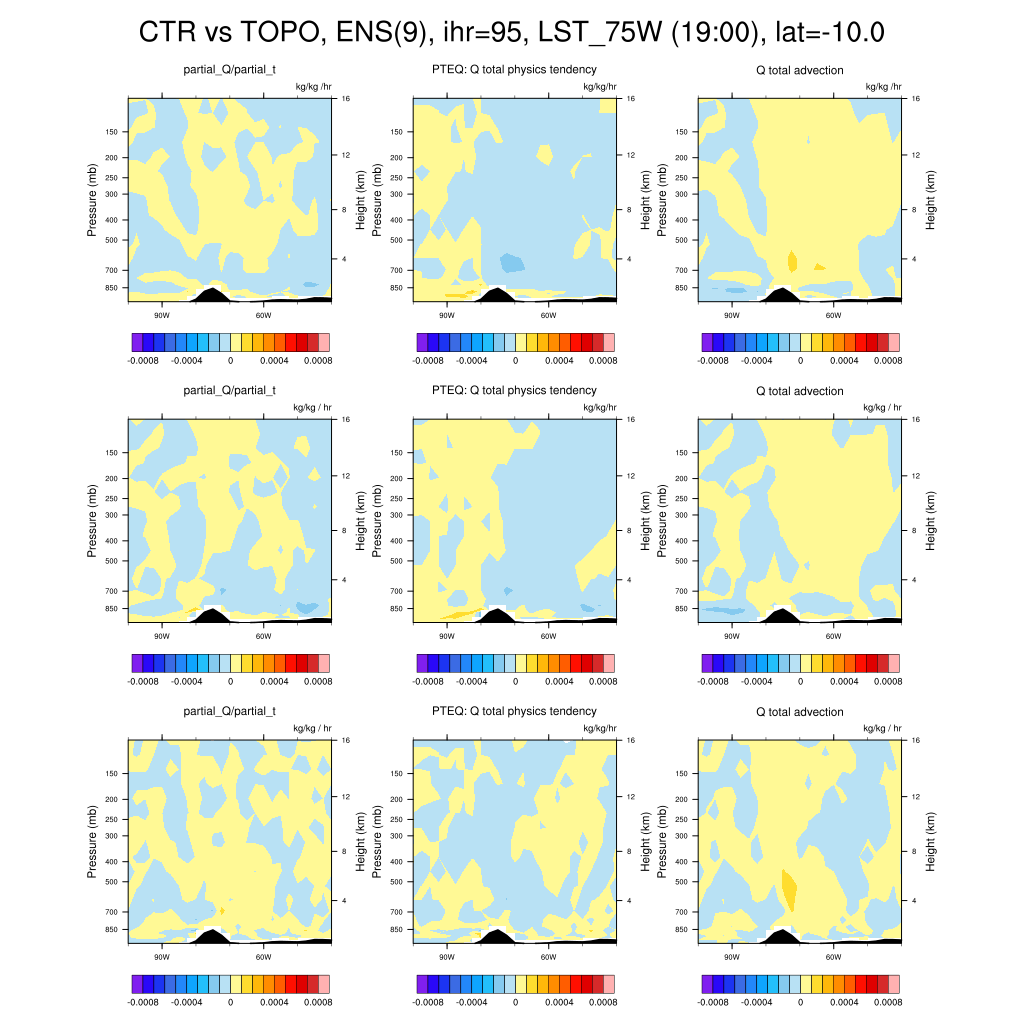 CTR vs TOPO, ENS(9), ihr=95, LST_75W (19:00), lat=-10.0
partial_Q/partial_t
PTEQ: Q total physics tendency
Q total advection
kg/kg /hr
kg/kg/hr
kg/kg /hr
Pressure (mb)
150
200
250
300
400
500
700
850
16
12
8
4
Height (km)
90W
60W
Pressure (mb)
150
200
250
300
400
500
700
850
16
12
8
4
Height (km)
90W
60W
Pressure (mb)
150
200
250
300
400
500
700
850
16
12
8
4
Height (km)
90W
60W
-0.0008 -0.0004 0 0.0004 0.0008
-0.0008 -0.0004 0 0.0004 0.0008
-0.0008 -0.0004 0 0.0004 0.0008
partial_Q/partial_t
PTEQ: Q total physics tendency
Q total advection
kg/kg / hr
kg/kg/hr
kg/kg / hr
Pressure (mb)
150
200
250
300
400
500
700
850
16
12
8
4
Height (km)
90W
60W
Pressure (mb)
150
200
250
300
400
500
700
850
16
12
8
4
Height (km)
90W
60W
Pressure (mb)
150
200
250
300
400
500
700
850
16
12
8
4
Height (km)
90W
60W
-0.0008 -0.0004 0 0.0004 0.0008
-0.0008 -0.0004 0 0.0004 0.0008
-0.0008 -0.0004 0 0.0004 0.0008
partial_Q/partial_t
PTEQ: Q total physics tendency
Q total advection
kg/kg / hr
kg/kg/hr
kg/kg / hr
Pressure (mb)
150
200
250
300
400
500
700
850
16
12
8
4
Height (km)
90W
60W
Pressure (mb)
150
200
250
300
400
500
700
850
16
12
8
4
Height (km)
90W
60W
Pressure (mb)
150
200
250
300
400
500
700
850
16
12
8
4
Height (km)
90W
60W
-0.0008 -0.0004 0 0.0004 0.0008
-0.0008 -0.0004 0 0.0004 0.0008
-0.0008 -0.0004 0 0.0004 0.0008